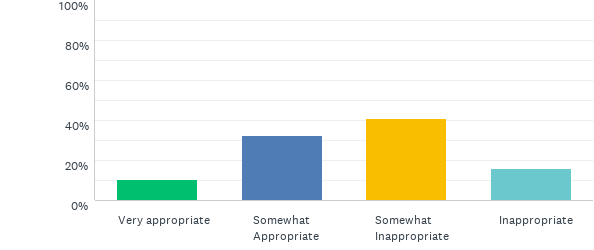 100%
80%
60%
40%
20%
0%
Very appropriate
Somewhat
Appropriate
Somewhat
Inappropriate
Inappropriate